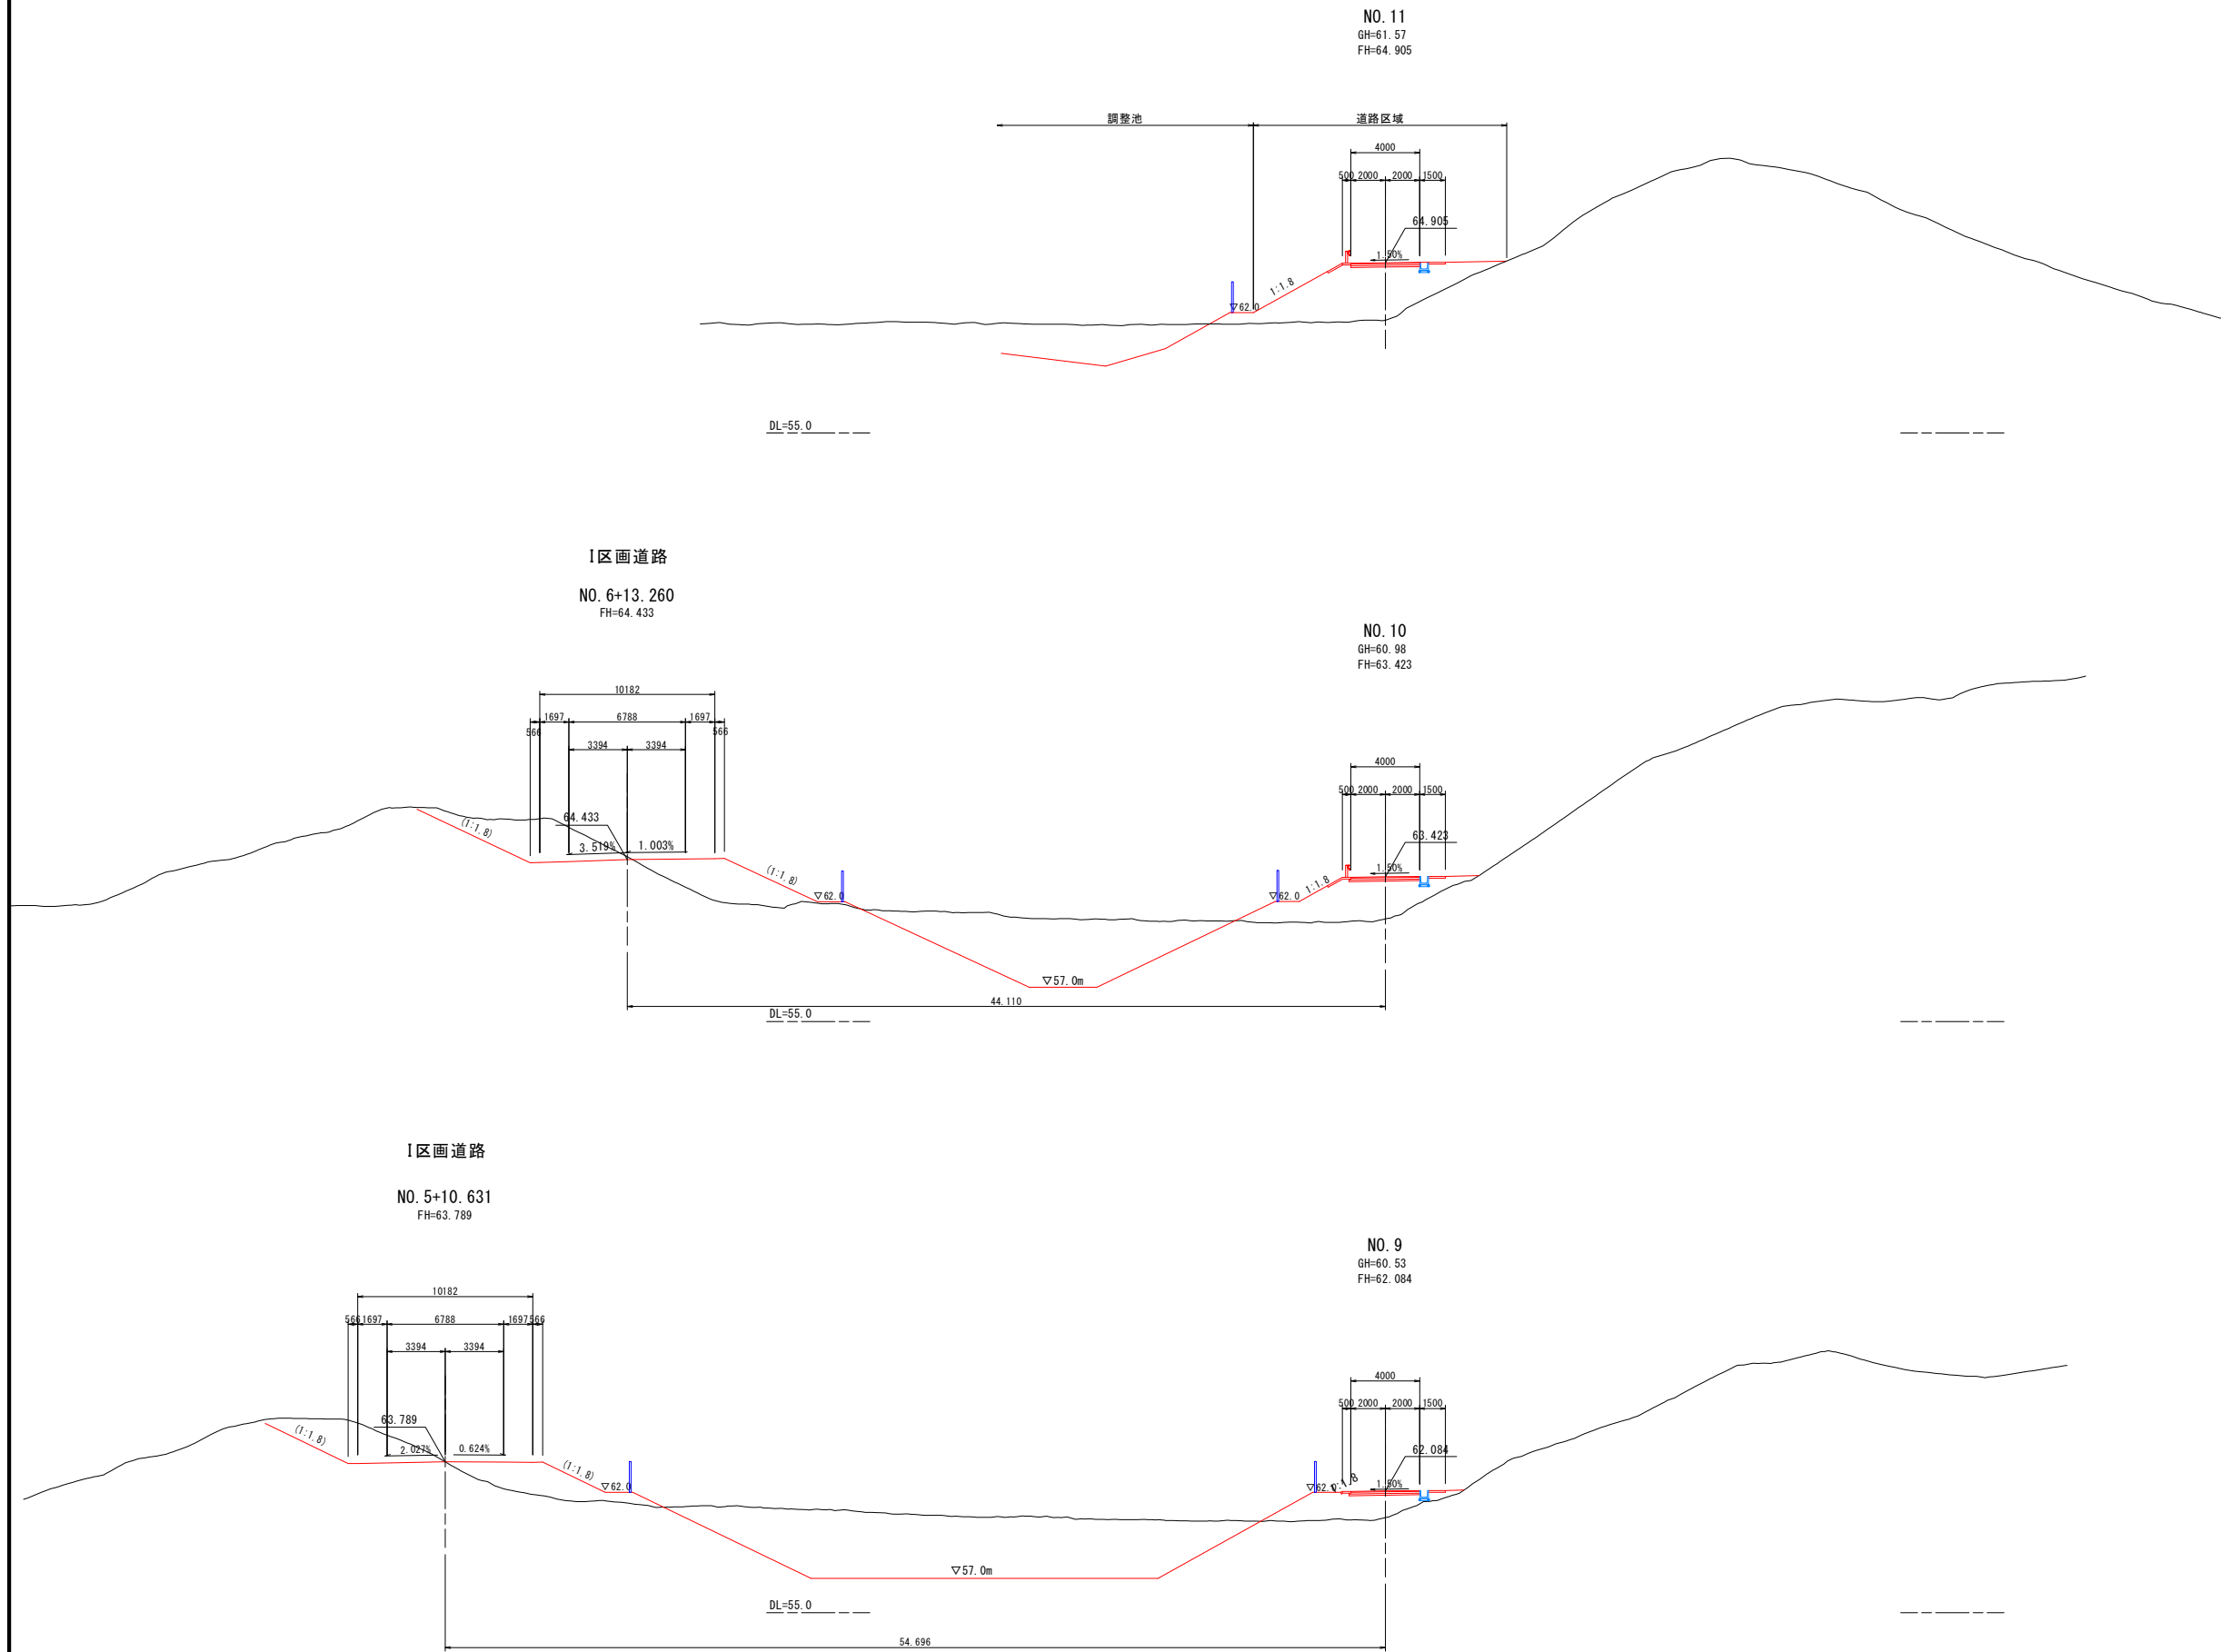 NO.11
GH=61.57
FH=64.905
調整池
道路区域
4000
500 2000 2000 1500
64.905
1.50%
1:1.8
▽62.0
DL=55.0
I区画道路
NO.6+13.260
FH=64.433
NO.10
GH=60.98
FH=63.423
10182
1697 6788 1697
566 566
3394 3394
4000
500 2000 2000 1500
64.433
63.423
(1:1.8)
3.519% 1.003%
1.50%
(1:1.8)
1:1.8
▽62.0
▽62.0
▽57.0m
44.110
DL=55.0
I区画道路
NO.5+10.631
FH=63.789
NO.9
GH=60.53
FH=62.084
10182
566 1697 6788 1697 566
3394 3394
4000
500 2000 2000 1500
63.789
62.084
(1:1.8)
2.027% 0.624%
(1:1.8)
1.50%
1:1.8
▽62.0
▽62.0
▽57.0m
DL=55.0
54.696